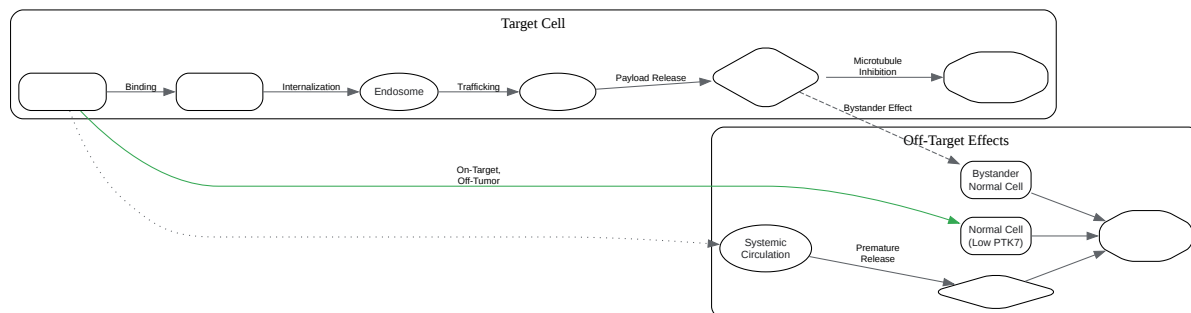 Target Cell
Binding
Internalization
Endosome
Trafficking
Payload Release
Microtubule
Inhibition
Bystander Effect
Off-Target Effects
On-Target,
Off-Tumor
Bystander
Normal Cell
Normal Cell
(Low PTK7)
Systemic
Circulation
Premature
Release